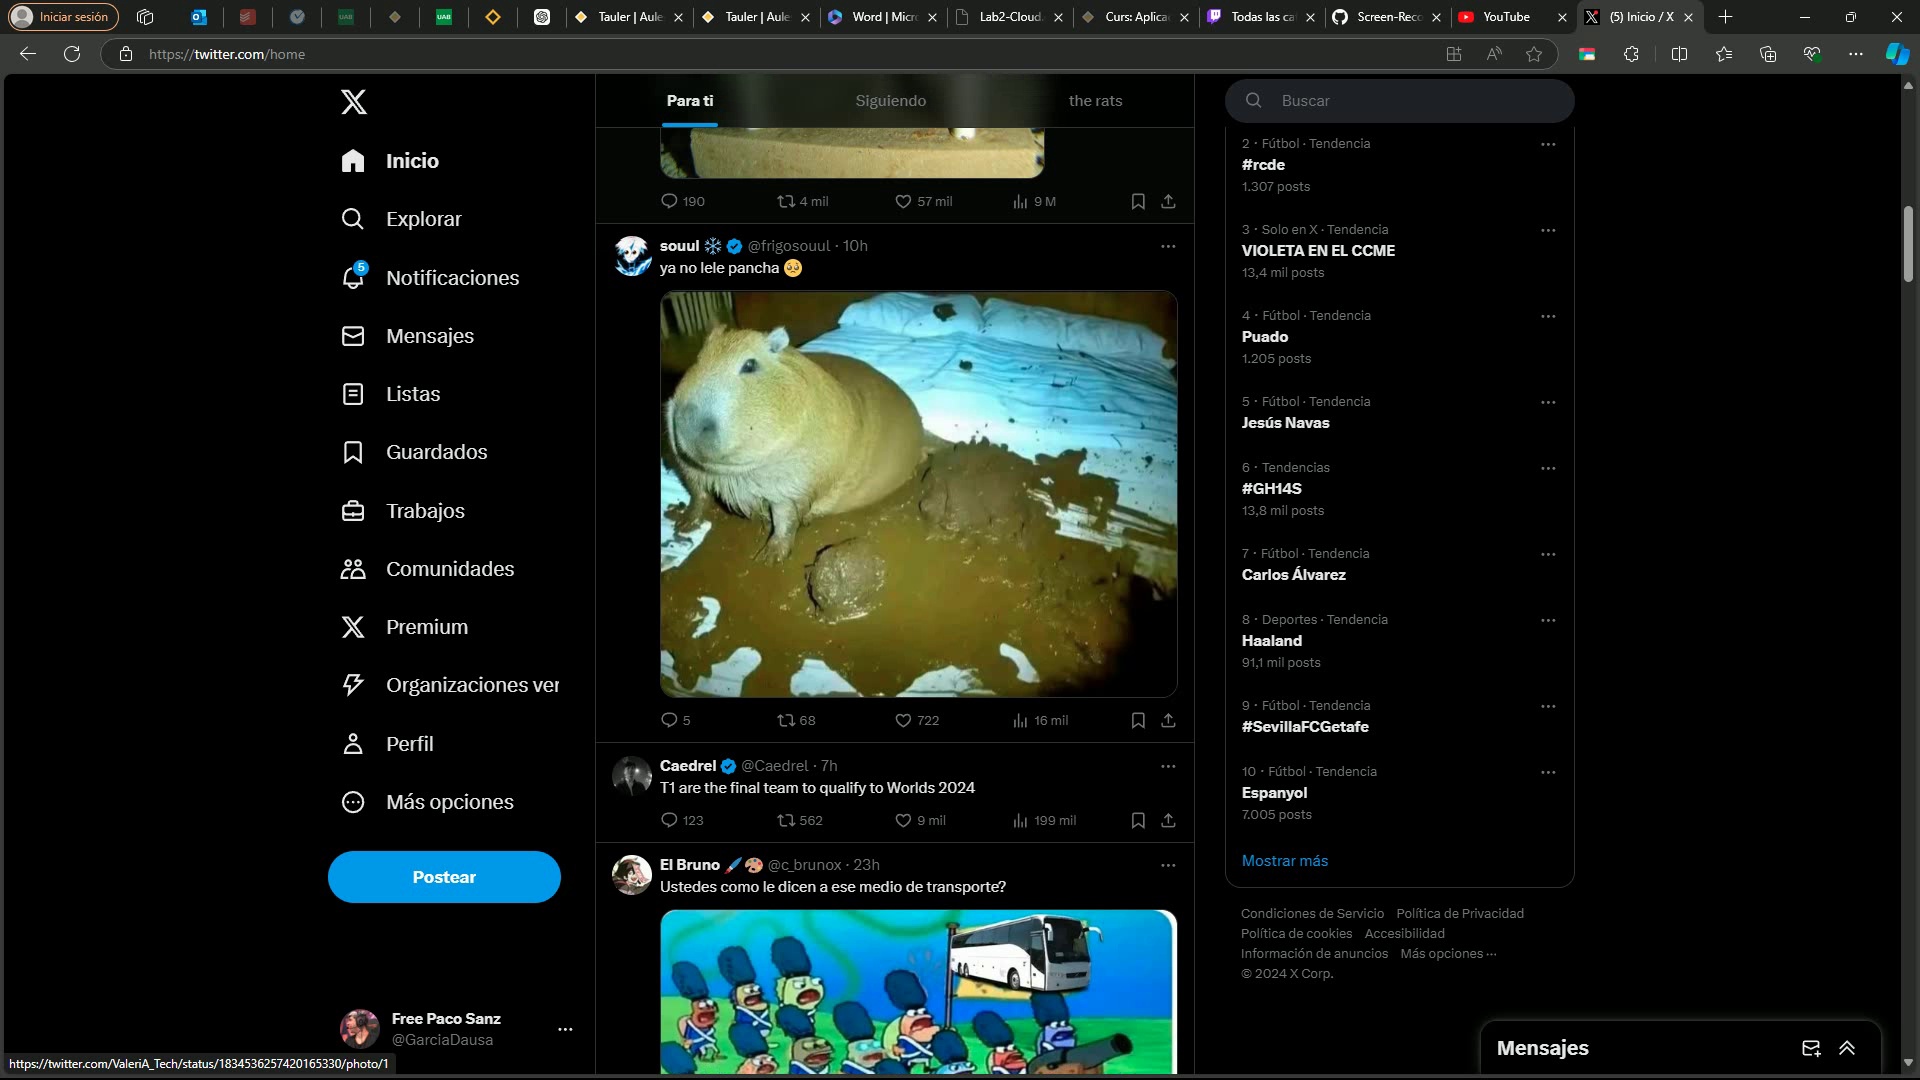 Iniciar sesión
UAB
UAB
Tauler | Aule
Tauler | Aule
Word | Micr
Lab2-Cloud.
Curs: Aplica
Todas las ca
Screen-Reco
YouTube
(5) Inicio / X
https://twitter.com/home
Inicio
Explorar
5
Notificaciones
Mensajes
Listas
Guardados
Trabajos
Comunidades
Premium
Organizaciones ver
Perfil
Más opciones
Postear
Free Paco Sanz
@GarciaDausa
https://twitter.com/ValeriA_Tech/status/1834536257420165330/photo/1
Para ti
Siguiendo
the rats
190
4 mil
57 mil
9 M
souul @frigosouul · 10h
ya no lele pancha 🥺
5
68
722
16 mil
Caedrel @Caedrel · 7h
T1 are the final team to qualify to Worlds 2024
123
562
9 mil
199 mil
El Bruno 🖌️🎨 @c_brunox · 23h
Ustedes como le dicen a ese medio de transporte?
Buscar
2 · Fútbol · Tendencia
#rcde
1.307 posts
3 · Solo en X · Tendencia
VIOLETA EN EL CCME
13,4 mil posts
4 · Fútbol · Tendencia
Puado
1.205 posts
5 · Fútbol · Tendencia
Jesús Navas
6 · Tendencias
#GH14S
13,8 mil posts
7 · Fútbol · Tendencia
Carlos Álvarez
8 · Deportes · Tendencia
Haaland
91,1 mil posts
9 · Fútbol · Tendencia
#SevillaFCGetafe
10 · Fútbol · Tendencia
Espanyol
7.005 posts
Mostrar más
Condiciones de Servicio Política de Privacidad
Política de cookies Accesibilidad
Información de anuncios Más opciones ···
© 2024 X Corp.
Mensajes